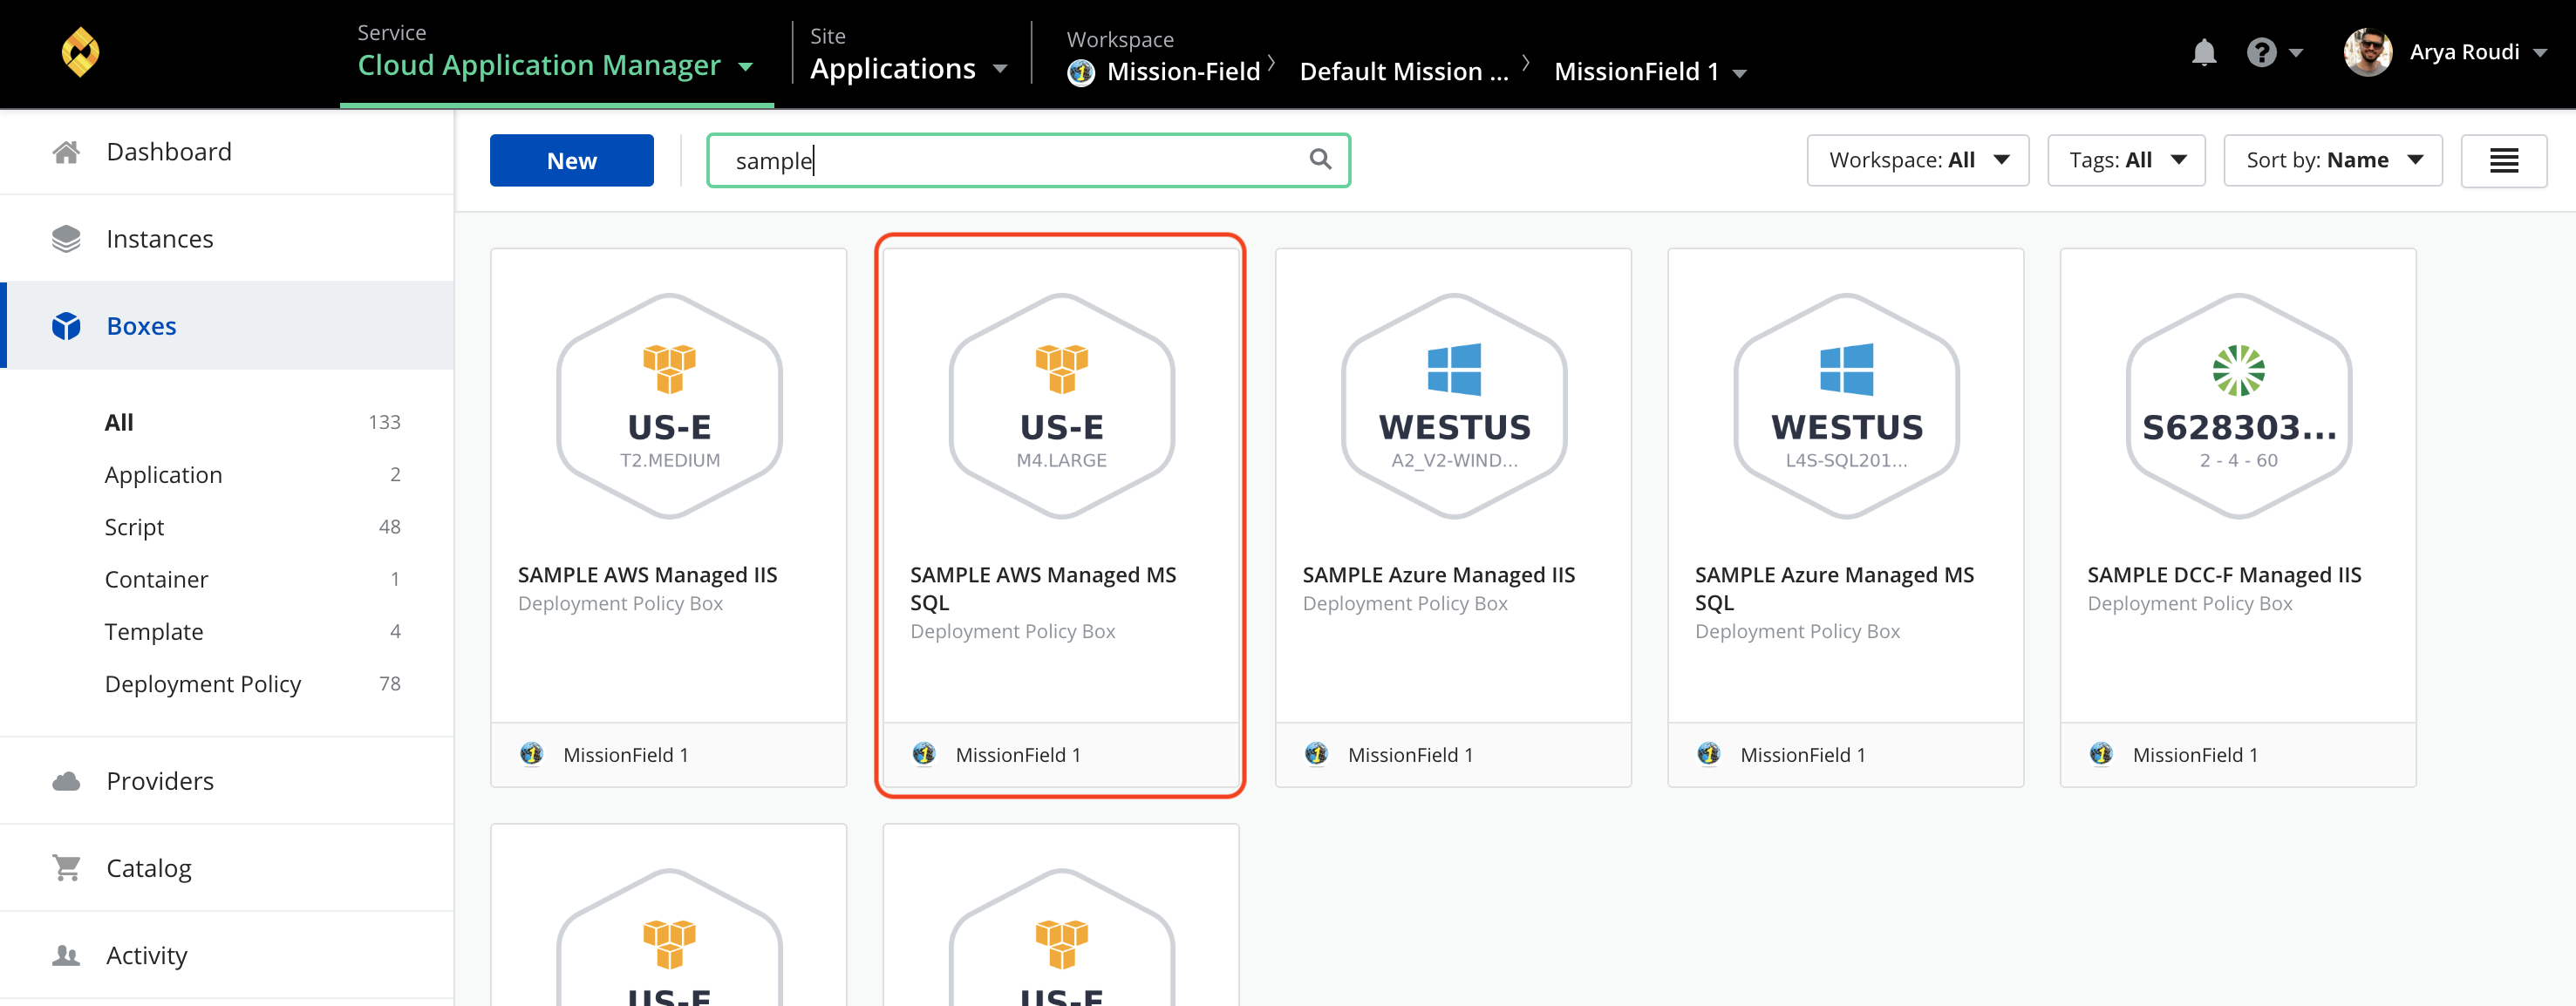 Service
Cloud Application Manager
Site
Applications
Workspace
Mission-Field
Default Mission ...
MissionField 1
Arya Roudi
Dashboard
Instances
Boxes
All 133
Application 2
Script 48
Container 1
Template 4
Deployment Policy 78
Providers
Catalog
Activity
New
sample
Workspace: All
Tags: All
Sort by: Name
US-E
T2.MEDIUM
SAMPLE AWS Managed IIS
Deployment Policy Box
MissionField 1
US-E
M4.LARGE
SAMPLE AWS Managed MS
SQL
Deployment Policy Box
MissionField 1
WESTUS
A2_V2-WIND...
SAMPLE Azure Managed IIS
Deployment Policy Box
MissionField 1
WESTUS
L4S-SQL201...
SAMPLE Azure Managed MS
SQL
Deployment Policy Box
MissionField 1
S628303...
2 - 4 - 60
SAMPLE DCC-F Managed IIS
Deployment Policy Box
MissionField 1
US-E
US-E